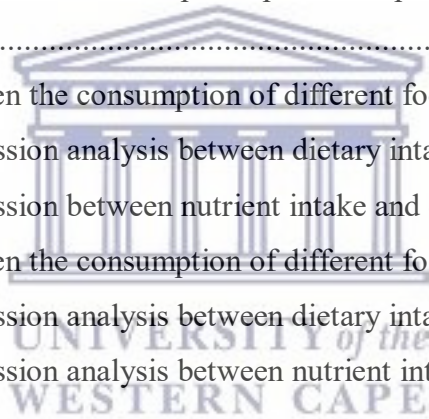 ................................................
en the consumption of different fo
ssion analysis between dietary inta
ssion between nutrient intake and
en the consumption of different fo
ssion analysis between dietary inta
UNIVERSITY of the
ssion analysis between nutrient int
WESTERN CAPE